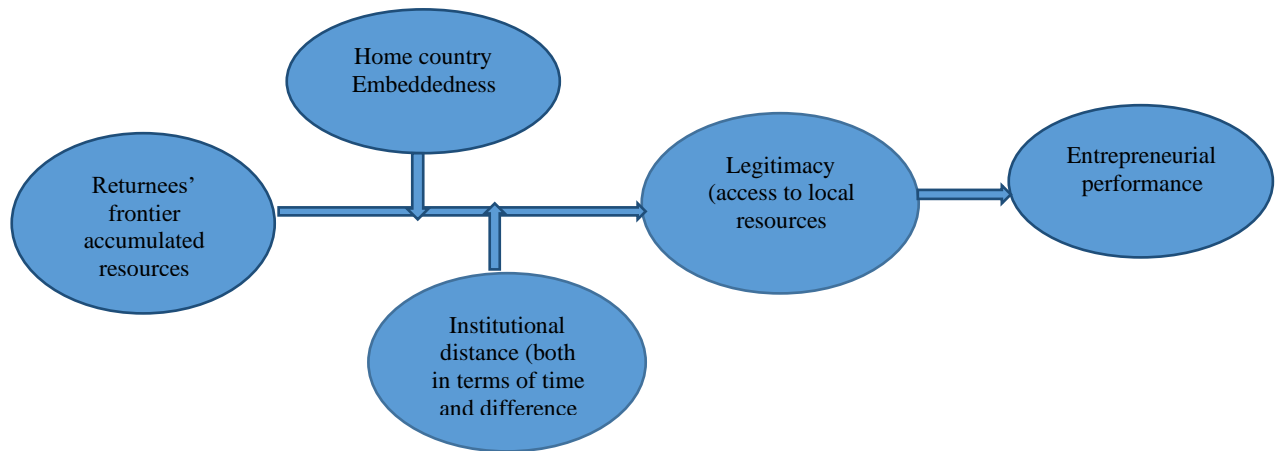 Home country
Embeddedness
Returnees’
frontier
accumulated
resources
Legitimacy
(access to local
resources
Entrepreneurial
performance
Institutional
distance (both
in terms of time
and difference